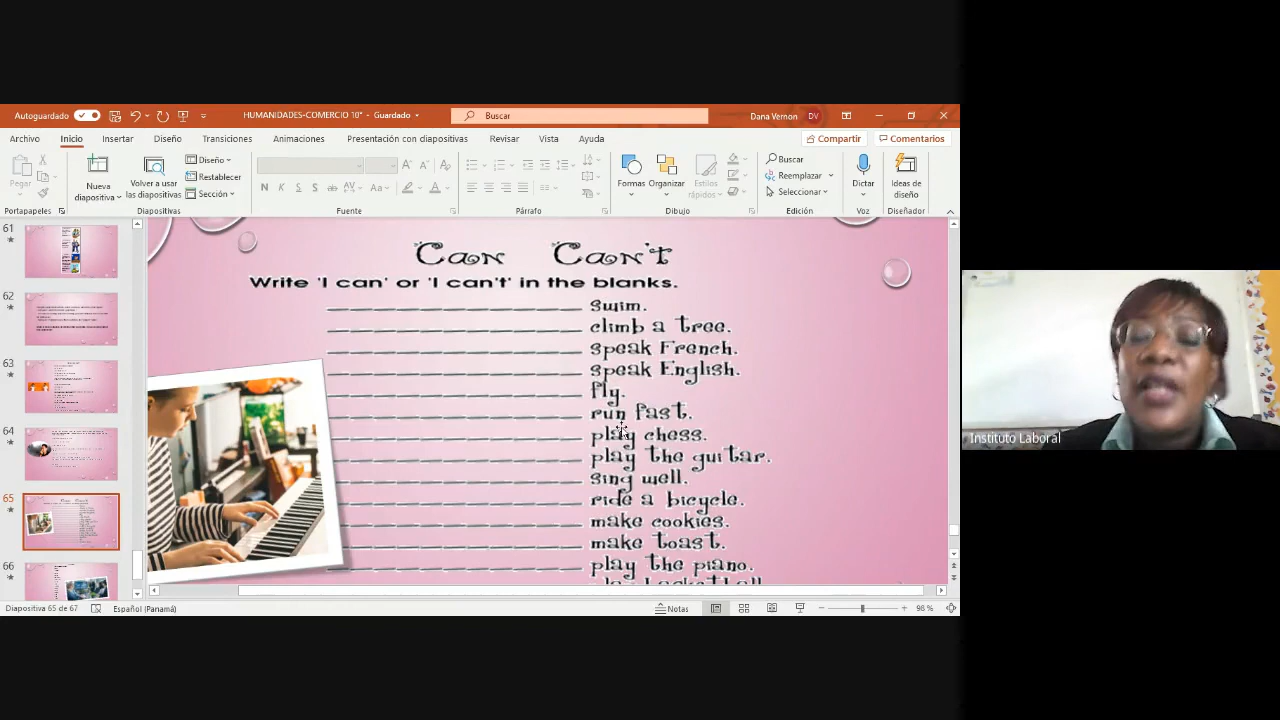 Autoguardado
HUMANIDADES-COMERCIO 10° - Guardado
Buscar
Dana Vernon
DV
Archivo
Inicio
Insertar
Diseño
Transiciones
Animaciones
Presentación con diapositivas
Revisar
Vista
Ayuda
Compartir
Comentarios
Pegar
Nueva
diapositiva
Volver a usar
las diapositivas
Diseño
Restablecer
Sección
N K S S AV Aa A
Formas
Organizar
Estilos
rápidos
Buscar
Reemplazar
Seleccionar
Dictar
Ideas de
diseño
Portapapeles
Diapositivas
Fuente
Párrafo
Dibujo
Edición
Voz
Diseñador
61
62
63
64
65
66
Can Can't
Write 'I can' or 'I can't' in the blanks.
swim.
climb a tree.
speak French.
speak English.
fly.
run fast.
play chess.
play the guitar.
sing well.
ride a bicycle.
make cookies.
make toast.
play the piano.
play basketball
Instituto Laboral
Diapositiva 65 de 67
Español (Panamá)
Notas
98 %